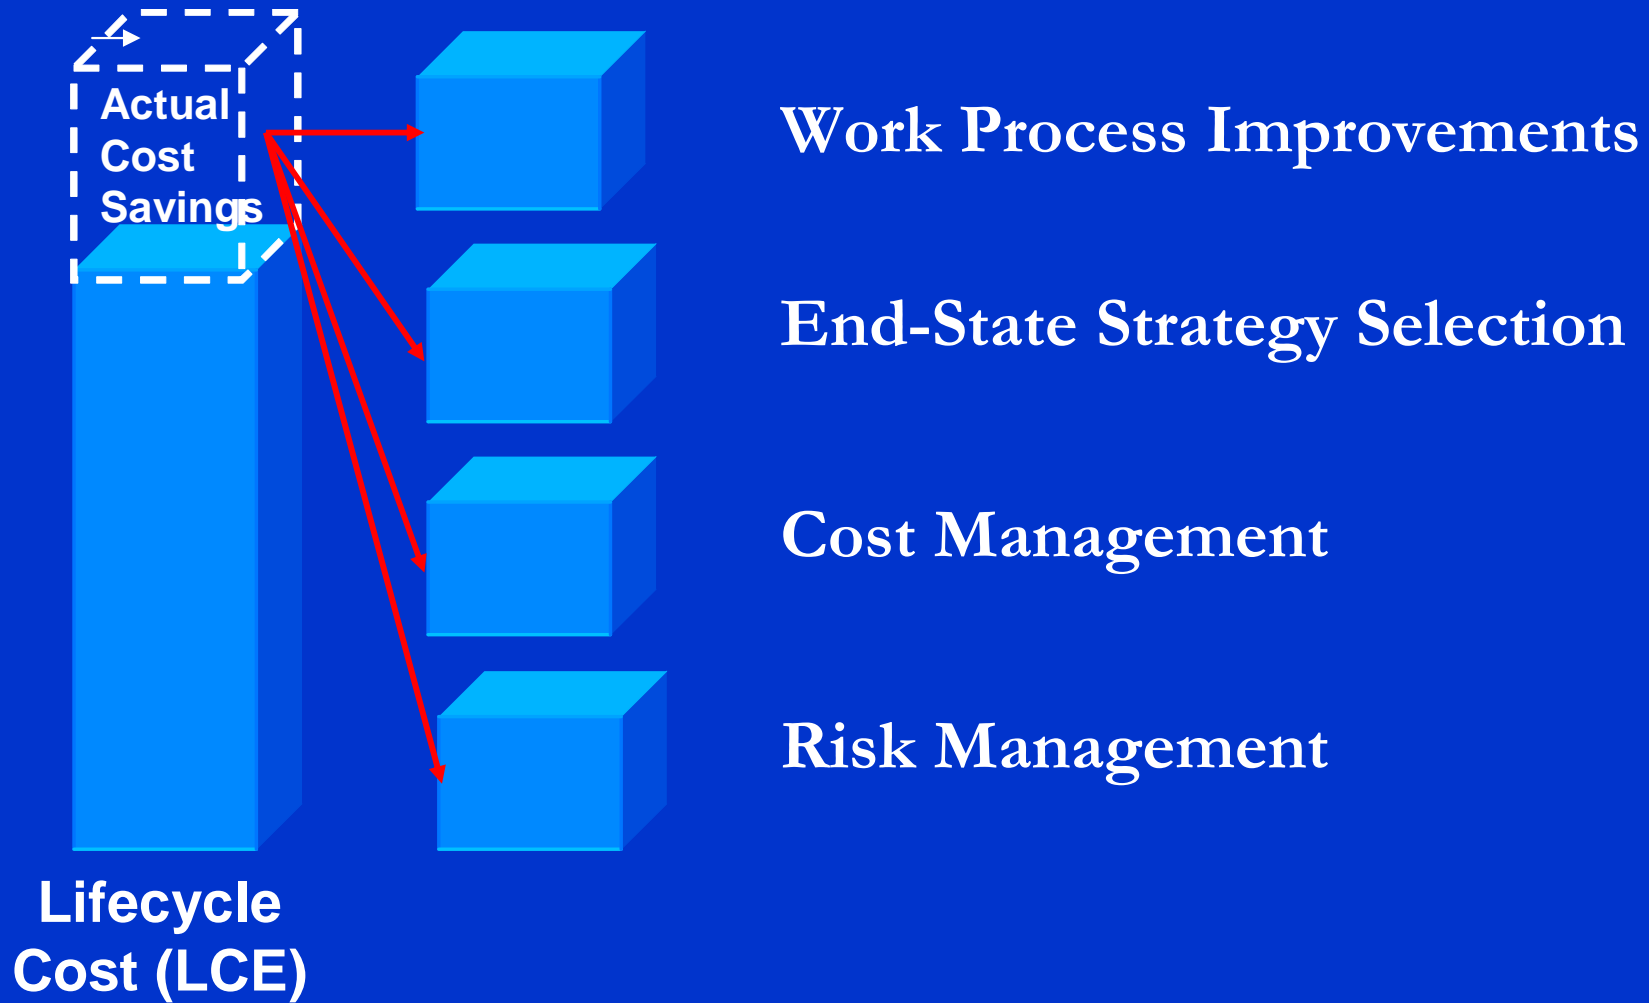 Actual
Cost
Savings
Work Process Improvements
End-State Strategy Selection
Cost Management
Risk Management
Lifecycle
Cost (LCE)